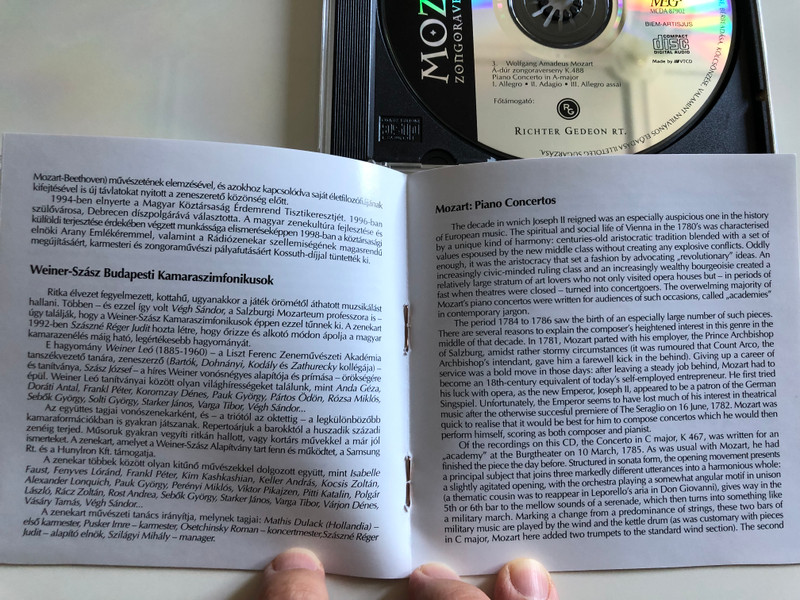 MOZ
ZONGORAVE
M·G
MCDA 87903
BIEM-ARTISJUS
COMPACT
disc
DIGITAL AUDIO
Made by VTCD
3. Wolfgang Amadeus Mozart
A-dúr zongoraverseny K.488
Piano Concerto in A-major
I. Allegro • II. Adagio • III. Allegro assai
Főtámogató:
RG
RICHTER GEDEON RT.
Mozart-Beethoven) művészetének elemzésével, és azokhoz kapcsolódva saját életfilozófiájának
kifejtésével is új távlatokat nyitott a zeneszerető közönség előtt.
1994-ben elnyerte a Magyar Köztársaság Érdemrend Tisztikeresztjét. 1996-ban
szülővárosa, Debrecen díszpolgárává választotta. A magyar zenekultúra fejlesztése és
külföldi terjesztése érdekében végzett munkássága elismeréseképpen 1998-ban a köztársasági
elnöki Arany Emlékéremmel, valamint a Rádiózenekar szellemiségének magasrendű
megújításáért, karmesteri és zongoraművészi pályafutásáért Kossuth-díjjal tüntették ki.
Weiner-Szász Budapesti Kamaraszimfonikusok
Ritka élvezet fegyelmezett, kottahű, ugyanakkor a játék örömétől áthatott muzsikálást
hallani. Többen – és ezzel így volt Végh Sándor, a Salzburgi Mozarteum professzora is –
úgy találják, hogy a Weiner-Szász Kamaraszimfonikusok éppen ezzel tűnnek ki. A zenekart
1992-ben Szászné Réger Judit hozta létre, hogy őrizze és alkotó módon ápolja a magyar
kamarazenélés máig ható, legértékesebb hagyományát.
E hagyomány Weiner Leó (1885-1960) – a Liszt Ferenc Zeneművészeti Akadémia
tanszékvezető tanára, zeneszerző (Bartók, Dohnányi, Kodály és Zathurecky kollégája) –
és tanítványa, Szász József – a híres Weiner vonósnégyes alapítója és prímása – örökségére
épül. Weiner Leó tanítványai között olyan világhírességeket találunk, mint Anda Géza,
Doráti Antal, Frankl Péter, Koromzay Dénes, Pauk György, Pártos Ödön, Rózsa Miklós,
Sebők György, Solti György, Starker János, Varga Tibor, Végh Sándor...
Az együttes tagjai vonószenekarként, és – a triótól az oktettig – a legkülönbözőbb
kamaraformációkban is gyakran játszanak. Repertoárjuk a barokktól a huszadik századi
zenéig terjed. Műsoruk gyakran vegyíti ritkán hallott, vagy kortárs művekkel a már jól
ismerteket. A zenekart, amelyet a Weiner-Szász Alapítvány tart fenn és működtet, a Samsung
Rt. és a HunyIron Kft. támogatja.
A zenekar többek között olyan kitűnő művészekkel dolgozott együtt, mint Isabelle
Faust, Fenyves Lóránd, Frankl Péter, Kim Kashkashian, Keller András, Kocsis Zoltán,
Alexander Lonquich, Pauk György, Perényi Miklós, Viktor Pikajzen, Pitti Katalin, Polgár
László, Rácz Zoltán, Rost Andrea, Sebők György, Starker János, Varga Tibor, Várjon Dénes,
Vásáry Tamás, Végh Sándor...
A zenekart művészeti tanács irányítja, melynek tagjai: Mathis Dulack (Hollandia) –
első karmester, Pusker Imre – karmester, Osetchinsky Roman – koncertmester, Szászné Réger
Judit – alapító elnök, Szilágyi Mihály – manager.
Mozart: Piano Concertos
The decade in which Joseph II reigned was an especially auspicious one in the history
of European music. The spiritual and social life of Vienna in the 1780's was characterised
by a unique kind of harmony: centuries-old aristocratic tradition blended with a set of
values espoused by the new middle class without creating any explosive conflicts. Oddly
enough, it was the aristocracy that set a fashion by advocating „revolutionary” ideas. An
increasingly civic-minded ruling class and an increasingly wealthy bourgeoisie created a
relatively large stratum of art lovers who not only visited opera houses but – in periods of
fast when theatres were closed – turned into concertgoers. The overwelming majority of
Mozart's piano concertos were written for audiences of such occasions, called „academies”
in contemporary jargon.
The period 1784 to 1786 saw the birth of an especially large number of such pieces.
There are several reasons to explain the composer's heightened interest in this genre in the
middle of that decade. In 1781, Mozart parted with his employer, the Prince Archbishop
of Salzburg, amidst rather stormy circumstances (it was rumoured that Count Arco, the
Archbishop's intendant, gave him a farewell kick in the behind). Giving up a career of
service was a bold move in those days: after leaving a steady job behind, Mozart had to
become an 18th-century equivalent of today's self-employed entrepreneur. He first tried
his luck with opera, as the new Emperor, Joseph II, appeared to be a patron of the German
Singspiel. Unfortunately, the Emperor seems to have lost much of his interest in theatrical
music after the otherwise succesful premiere of The Seraglio on 16 June, 1782. Mozart was
quick to realise that it would be best for him to compose concertos which he would then
perform himself, scoring as both composer and pianist.
Of the recordings on this CD, the Concerto in C major, K 467, was written for an
„academy” at the Burgtheater on 10 March, 1785. As was usual with Mozart, he had
finished the piece the day before. Structured in sonata form, the opening movement presents
a principal subject that joins three markedly different utterances into a harmonious whole:
a slightly agitated opening, with the orchestra playing a somewhat angular motif in unison
(a thematic cousin was to reappear in Leporello's aria in Don Giovanni), gives way in the
5th or 6th bar to the mellow sounds of a serenade, which then turns into something like
a military march. Marking a change from a predominance of strings, these two bars of
military music are played by the wind and the kettle drum (as was customary with pieces
in C major, Mozart here added two trumpets to the standard wind section). The second